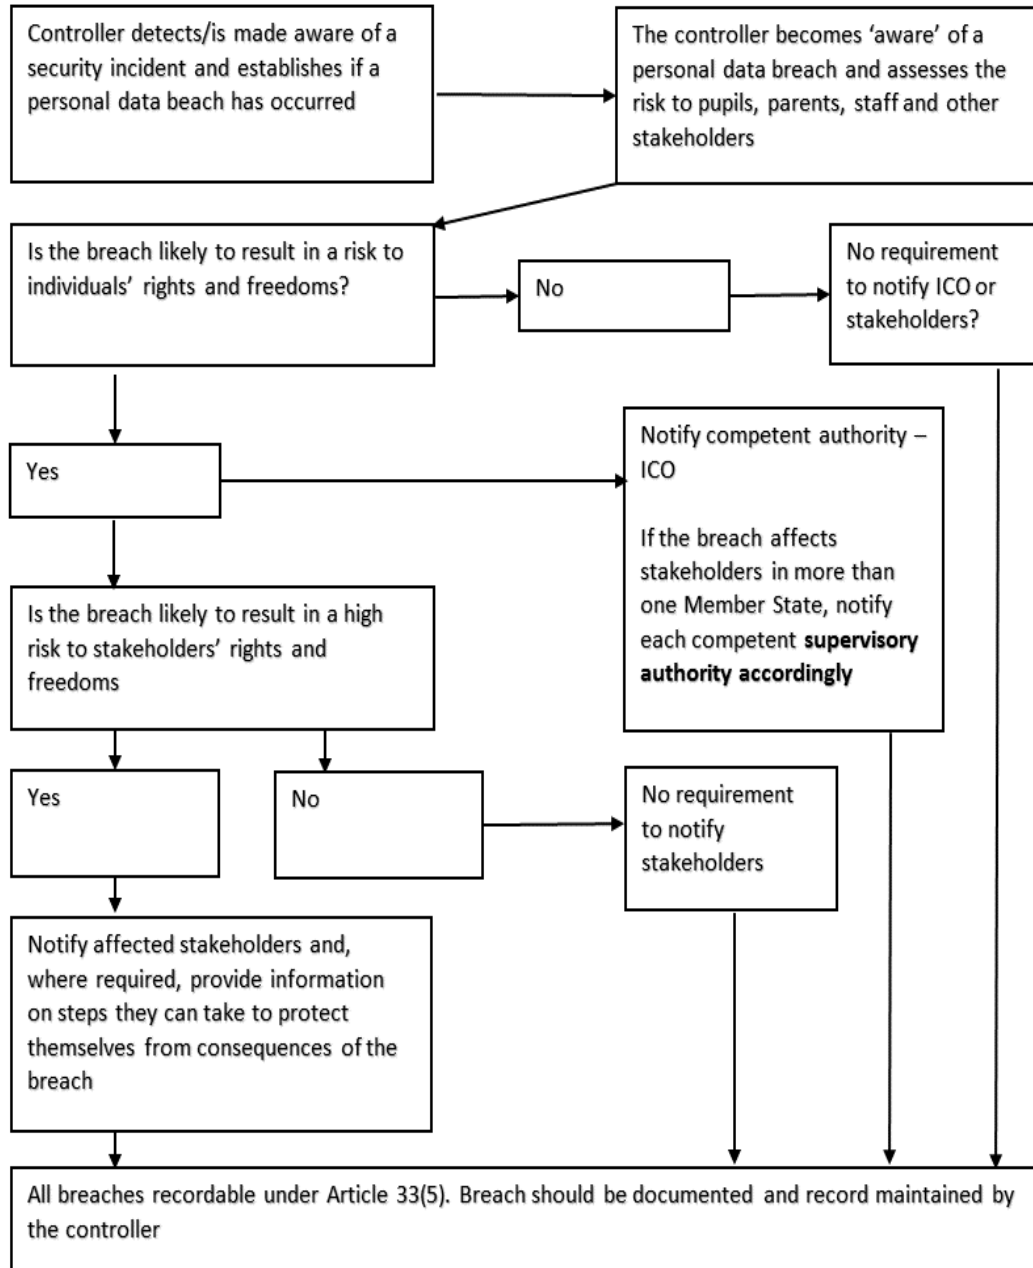 Controller detects/is made aware of a
security incident and establishes if a
personal data beach has occurred
The controller becomes ‘aware’ of a
personal data breach and assesses the
risk to pupils, parents, staff and other
stakeholders
Is the breach likely to result in a risk to
individuals’ rights and freedoms?
No
No requirement
to notify ICO or
stakeholders?
Yes
Notify competent authority –
ICO
If the breach affects
stakeholders in more than
one Member State, notify
each competent supervisory
authority accordingly
Is the breach likely to result in a high
risk to stakeholders’ rights and
freedoms
Yes
No
No requirement
to notify
stakeholders
Notify affected stakeholders and,
where required, provide information
on steps they can take to protect
themselves from consequences of the
breach
All breaches recordable under Article 33(5). Breach should be documented and record maintained by
the controller